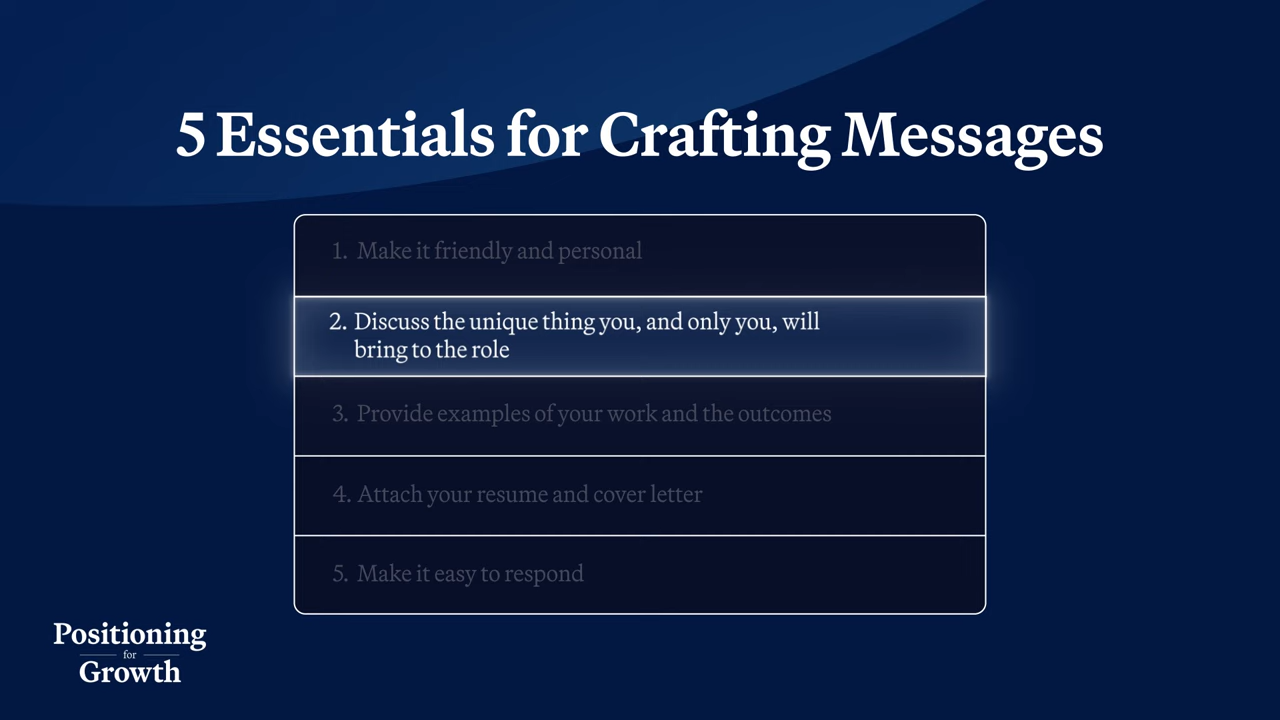 5 Essentials for Crafting Messages
1. Make it friendly and personal
2. Discuss the unique thing you, and only you, will
bring to the role
3. Provide examples of your work and the outcomes
4. Attach your resume and cover letter
5. Make it easy to respond
Positioning
for
Growth